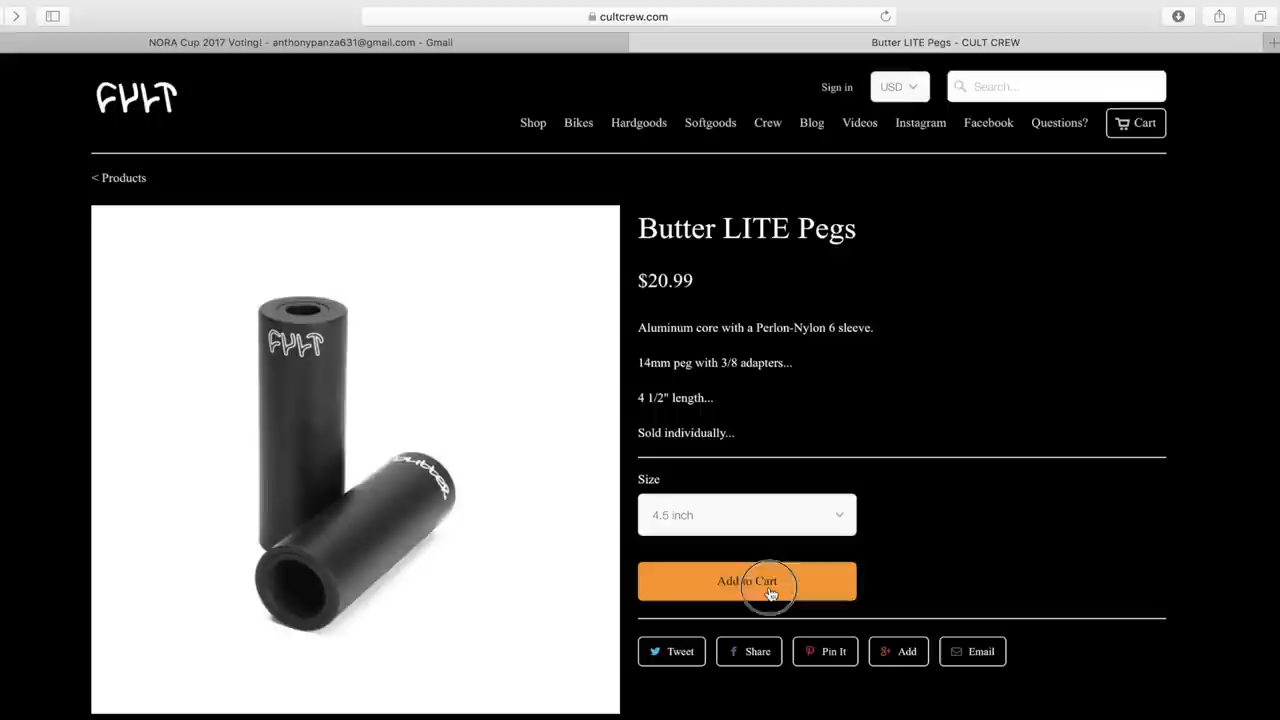 cultcrew.com
NORA Cup 2017 Voting! - anthonypanza631@gmail.com - Gmail
Butter LITE Pegs - CULT CREW
CULT
Sign in
USD
Search...
Shop
Bikes
Hardgoods
Softgoods
Crew
Blog
Videos
Instagram
Facebook
Questions?
Cart
< Products
Butter LITE Pegs
$20.99
Aluminum core with a Perlon-Nylon 6 sleeve.
14mm peg with 3/8 adapters...
4 1/2" length...
Sold individually...
Size
4.5 inch
Add to Cart
Tweet
Share
Pin It
Add
Email
CULT
butter